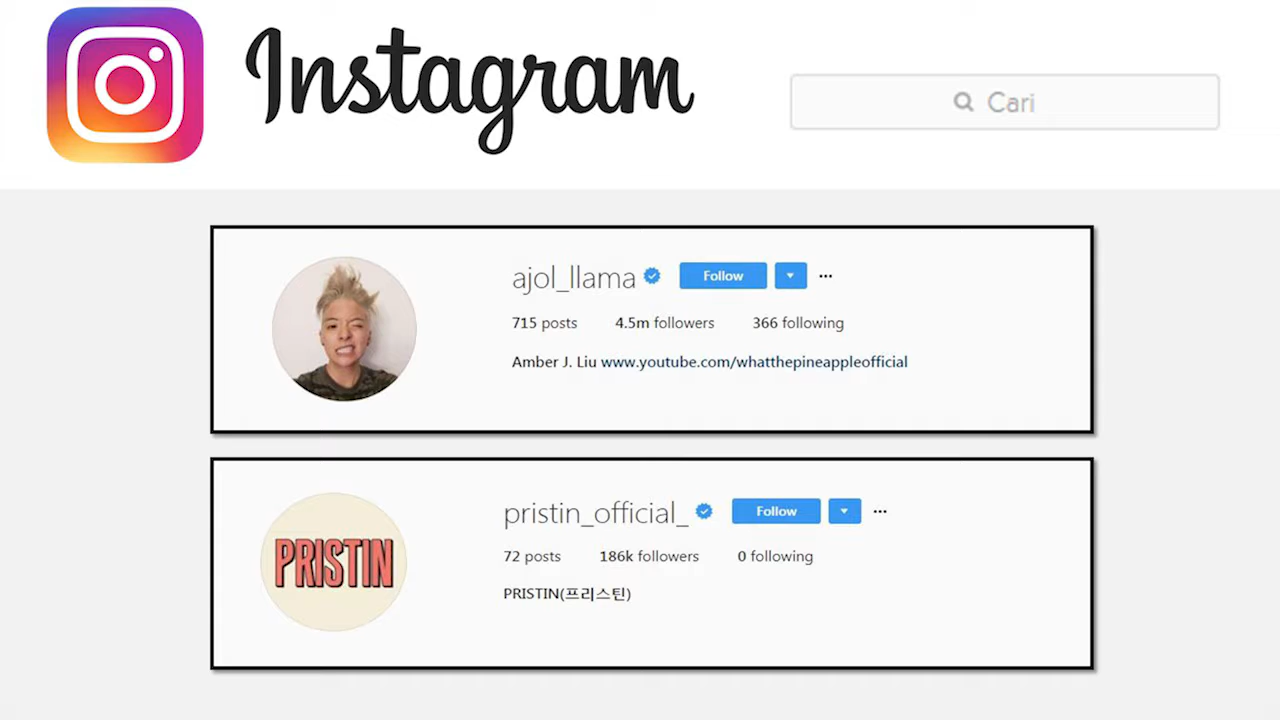 Instagram
Cari
ajol_llama Follow
715 posts 4.5m followers 366 following
Amber J. Liu www.youtube.com/whatthepineappleofficial
PRISTIN
pristin_official_ Follow
72 posts 186k followers 0 following
PRISTIN(프리스틴)